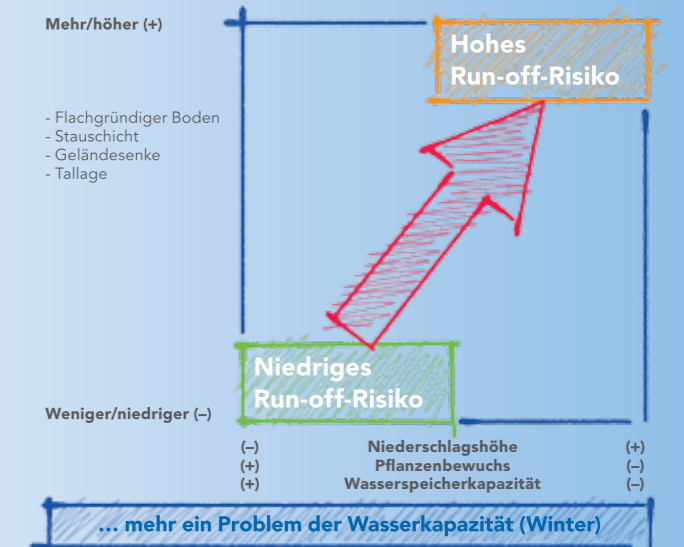 Mehr/höher (+)
Hohes
Run-off-Risiko
- Flachgründiger Boden
- Stauschicht
- Geländesenke
- Tallage
Niedriges
Run-off-Risiko
Weniger/niedriger (–)
(–) Niederschlagshöhe (+)
(+) Pflanzenbewuchs (–)
(+) Wasserspeicherkapazität (–)
... mehr ein Problem der Wasserkapazität (Winter)